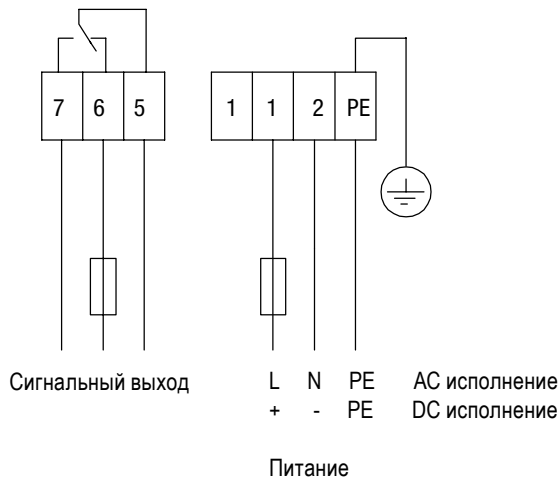 7 6 5 1 1 2 PE
Сигнальный выход L N PE AC исполнение
+ - PE DC исполнение
Питание